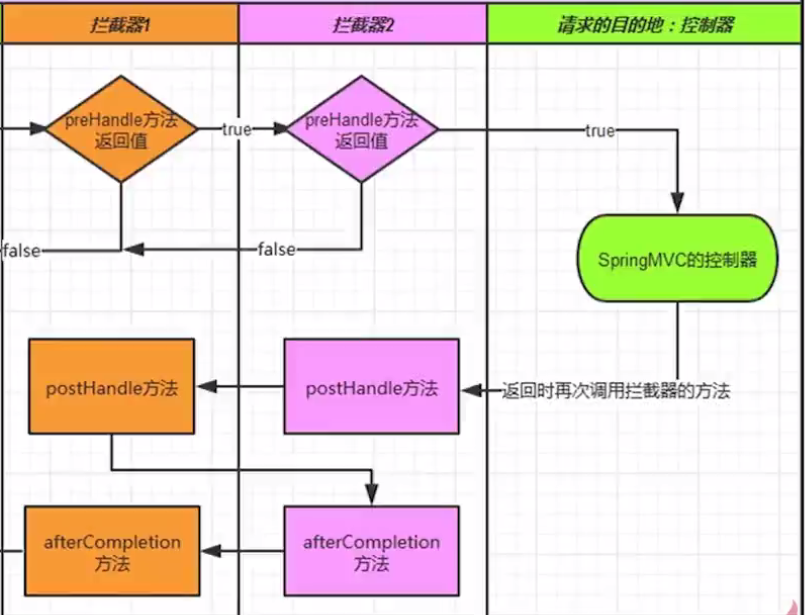 拦截器1
拦截器2
请求的目的地：控制器
preHandle方法
返回值
true
preHandle方法
返回值
true
false
false
SpringMVC的控制器
postHandle方法
postHandle方法
返回时再次调用拦截器的方法
afterCompletion
方法
afterCompletion
方法